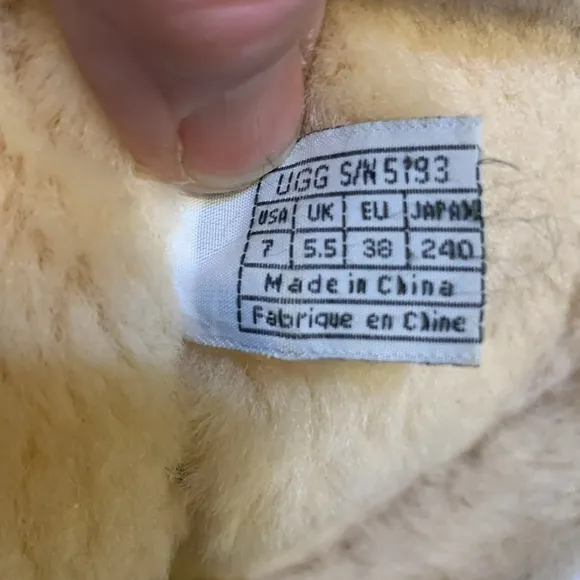 UGG S/N 5193
USA UK EU JAPAN
7 5.5 38 240
Made in China
Fabrique en Chine